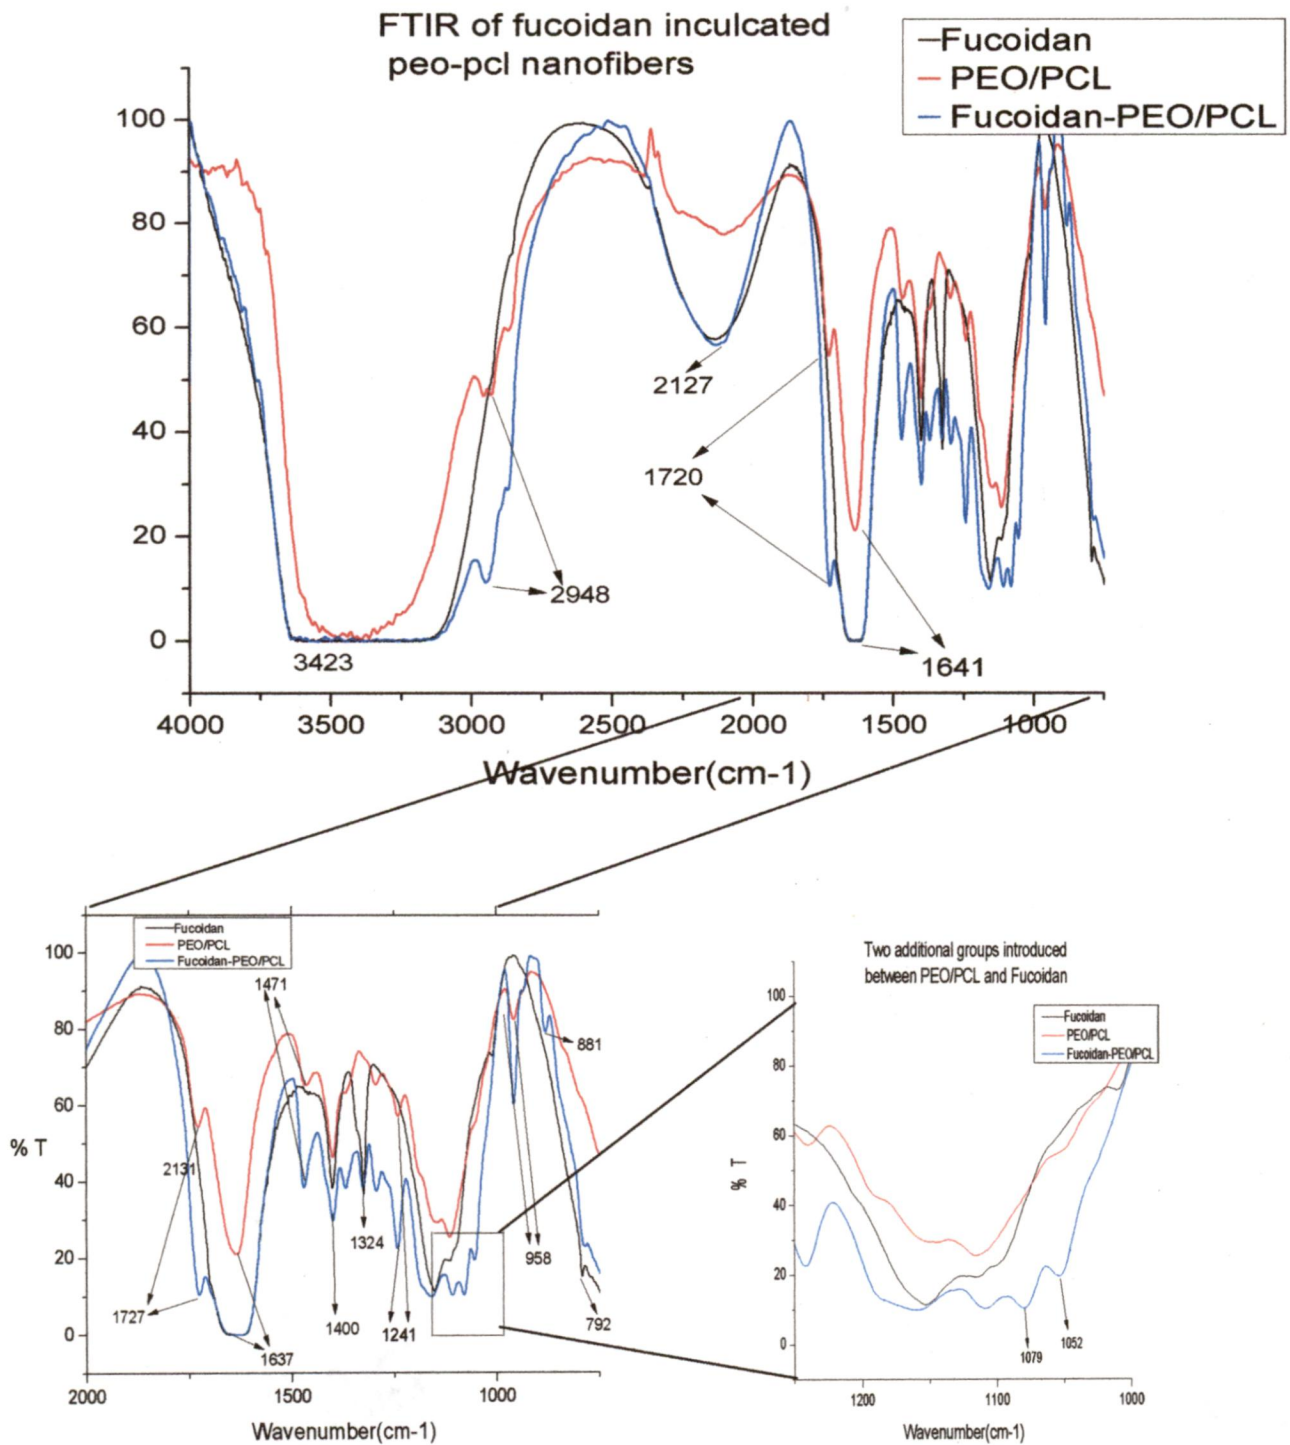 FTIR of fucoidan inculcated
peo-pcl nanofibers
Fucoidan
PEO/PCL
Fucoidan-PEO/PCL
100
80
60
40
20
0
2127
1720
2948
3423
1641
4000
3500
3000
2500
2000
1500
1000
Wavenumber(cm-1)
Fucoidan
PEO/PCL
Fucoidan-PEO/PCL
100
80
60
40
20
0
% T
1471
881
2131
1324
958
1727
1400
1241
792
1637
2000
1500
1000
Wavenumber(cm-1)
Two additional groups introduced
between PEO/PCL and Fucoidan
Fucoidan
PEO/PCL
Fucoidan-PEO/PCL
100
80
60
40
20
0
% T
1079
1052
1200
1100
1000
Wavenumber(cm-1)